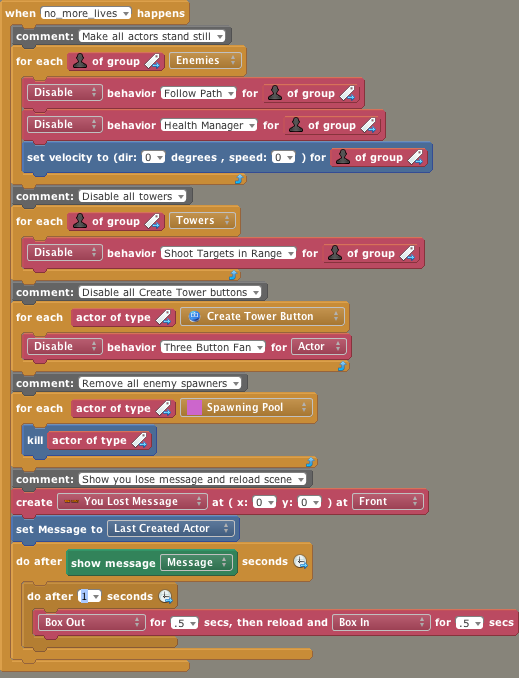 when no_more_lives happens
comment: Make all actors stand still
for each of group Enemies
Disable behavior Follow Path for of group
Disable behavior Health Manager for of group
set velocity to (dir: 0 degrees , speed: 0 ) for of group
comment: Disable all towers
for each of group Towers
Disable behavior Shoot Targets in Range for of group
comment: Disable all Create Tower buttons
for each actor of type Create Tower Button
Disable behavior Three Button Fan for Actor
comment: Remove all enemy spawners
for each actor of type Spawning Pool
kill actor of type
comment: Show you lose message and reload scene
create You Lost Message at ( x: 0 y: 0 ) at Front
set Message to Last Created Actor
do after show message Message seconds
do after 1 seconds
Box Out for .5 secs, then reload and Box In for .5 secs